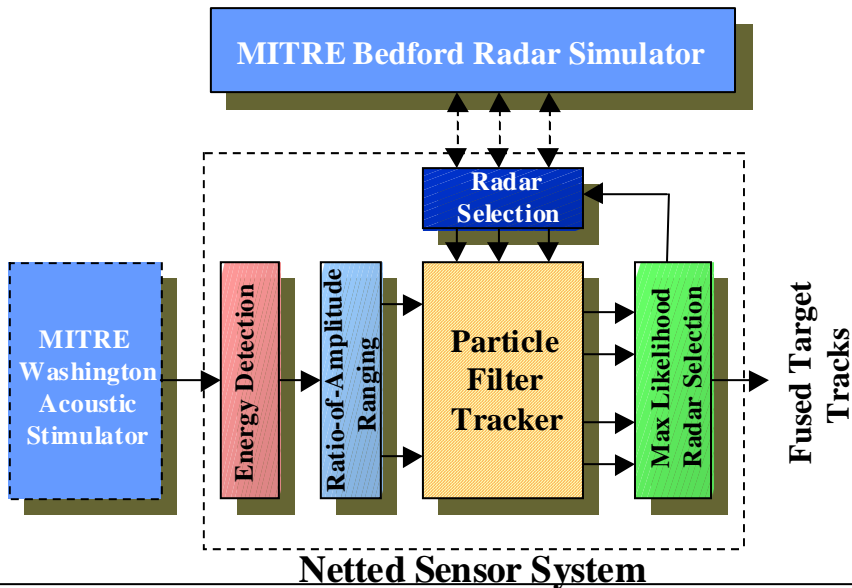 MITRE Bedford Radar Simulator
Radar
Selection
MITRE
Washington
Acoustic
Stimulator
Energy Detection
Ratio-of-Amplitude
Ranging
Particle
Filter
Tracker
Max Likelihood
Radar Selection
Fused Target
Tracks
Netted Sensor System